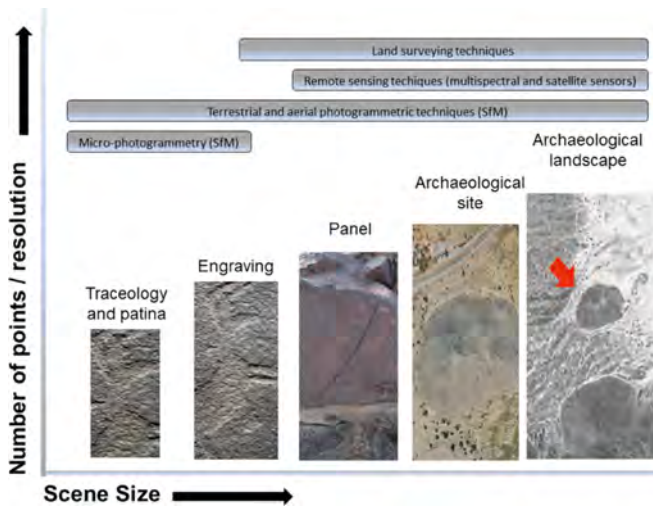 Land surveying techniques
Remote sensing techiques (multispectral and satellite sensors)
Terrestrial and aerial photogrammetric techniques (SfM)
Micro-photogrammetry (SfM)
Archaeological
landscape
Archaeological
site
Panel
Engraving
Traceology
and patina
Number of points / resolution
Scene Size